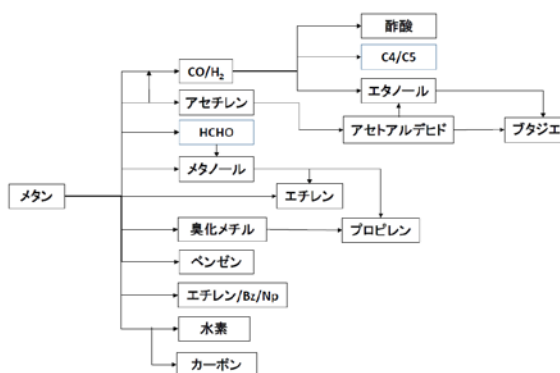 酢酸
CO/H₂
C4/C5
エタノール
アセチレン
アセトアルデヒド
ブタジエ
HCHO
メタノール
メタン
エチレン
臭化メチル
プロピレン
ベンゼン
エチレン/Bz/Np
水素
カーボン